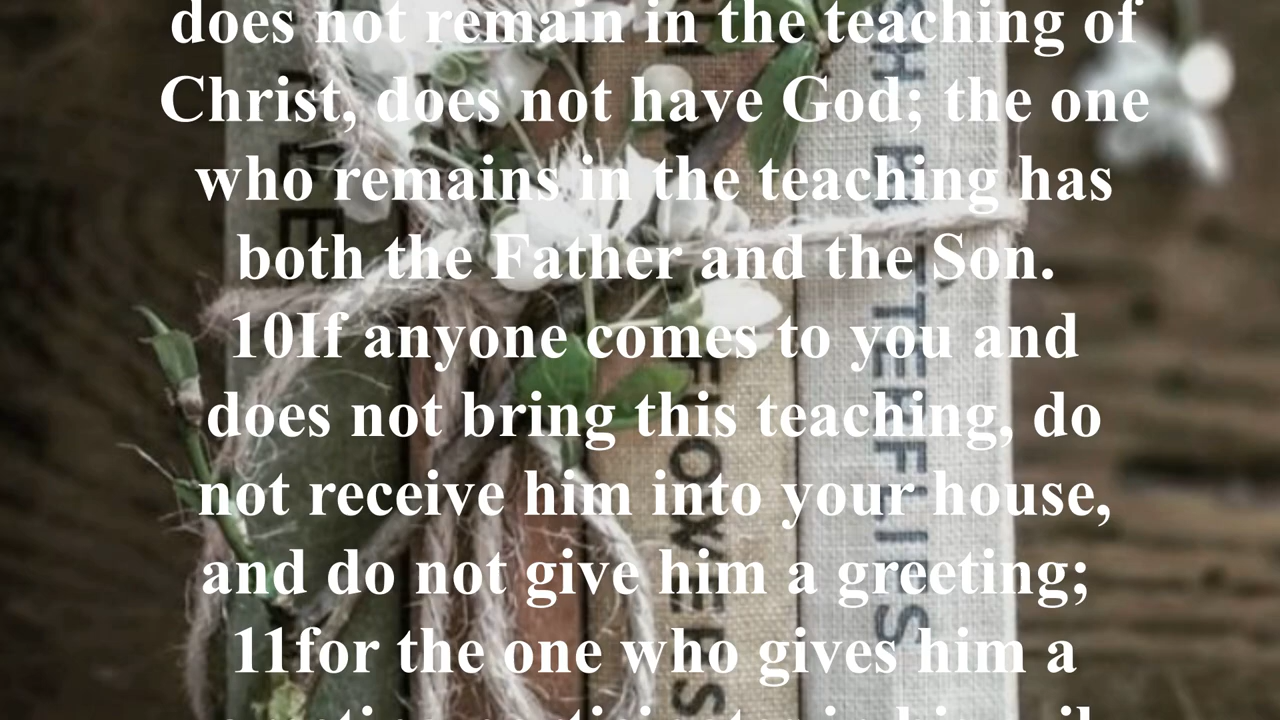 does not remain in the teaching of
Christ, does not have God; the one
who remains in the teaching has
both the Father and the Son.
10If anyone comes to you and
does not bring this teaching, do
not receive him into your house,
and do not give him a greeting;
11for the one who gives him a